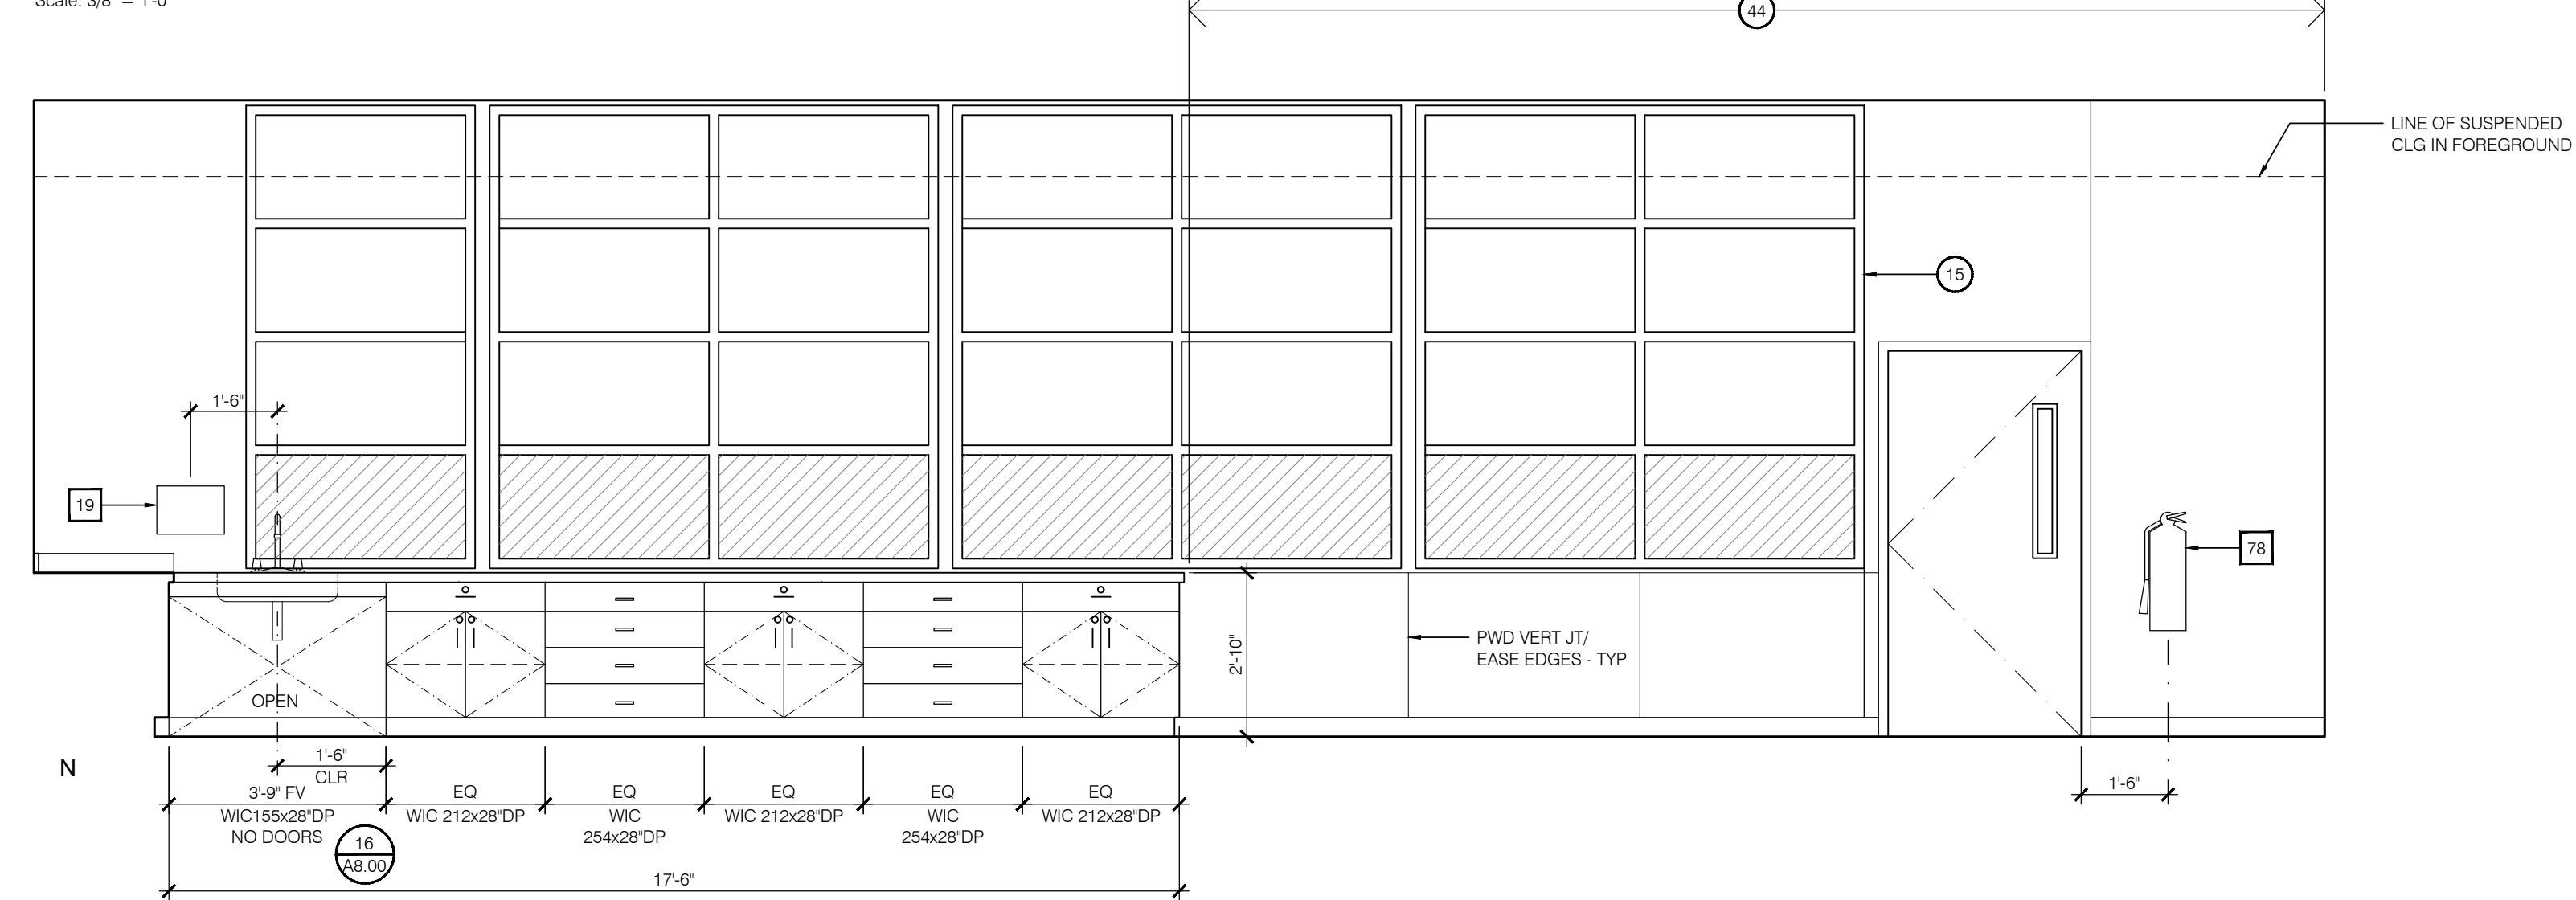 Scale: 3/8" = 1'-0"
44
LINE OF SUSPENDED
CLG IN FOREGROUND
15
1'-6"
19
78
PWD VERT JT/
EASE EDGES - TYP
2'-10"
OPEN
N
1'-6"
CLR
1'-6"
3'-9" FV
EQ
EQ
EQ
EQ
EQ
WIC155x28"DP
NO DOORS
WIC 212x28"DP
WIC
254x28"DP
WIC 212x28"DP
WIC
254x28"DP
WIC 212x28"DP
16
A8.00
17'-6"